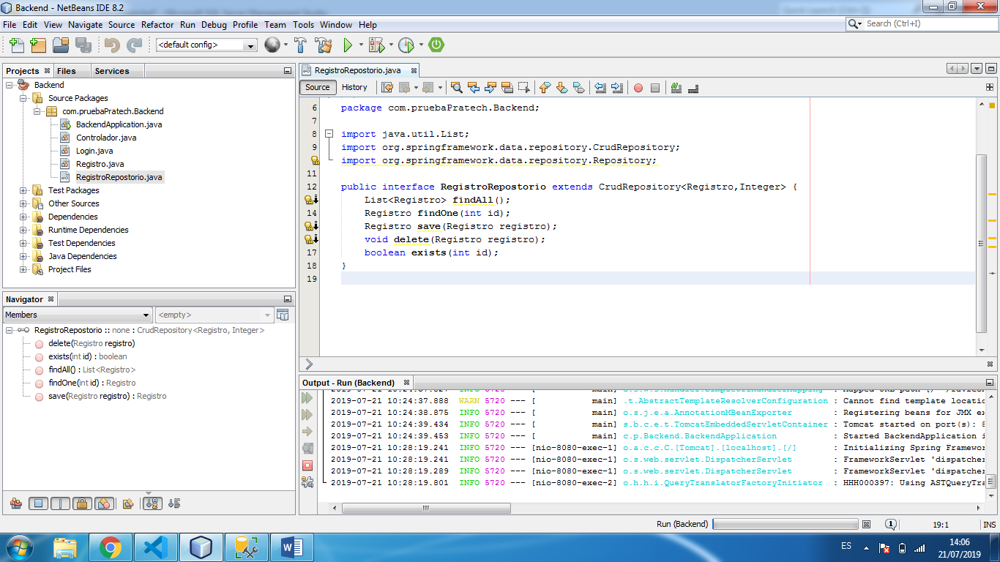 Backend - NetBeans IDE 8.2
File Edit View Navigate Source Refactor Run Debug Profile Team Tools Window Help
Search (Ctrl+I)
<default config>
Projects Files Services
Backend
Source Packages
com.pruebaPratech.Backend
BackendApplication.java
Controlador.java
Login.java
Registro.java
RegistroRepostorio.java
Test Packages
Other Sources
Dependencies
Runtime Dependencies
Test Dependencies
Java Dependencies
Project Files
Navigator
Members <empty>
RegistroRepostorio :: none : CrudRepository<Registro, Integer>
delete(Registro registro)
exists(int id) : boolean
findAll() : List<Registro>
findOne(int id) : Registro
save(Registro registro) : Registro
RegistroRepostorio.java
Source History
6 package com.pruebaPratech.Backend;
7
8 import java.util.List;
9 import org.springframework.data.repository.CrudRepository;
import org.springframework.data.repository.Repository;
11
12 public interface RegistroRepostorio extends CrudRepository<Registro,Integer> {
List<Registro> findAll();
14 Registro findOne(int id);
Registro save(Registro registro);
void delete(Registro registro);
17 boolean exists(int id);
18 }
19
Output - Run (Backend)
2019-07-21 10:24:37.888 WARN 5720 --- [ main] .t.AbstractTemplateResolverConfiguration : Cannot find template locatio
2019-07-21 10:24:38.875 INFO 5720 --- [ main] o.s.j.e.a.AnnotationMBeanExporter : Registering beans for JMX ex
2019-07-21 10:24:39.434 INFO 5720 --- [ main] s.b.c.e.t.TomcatEmbeddedServletContainer : Tomcat started on port(s): 8
2019-07-21 10:24:39.453 INFO 5720 --- [ main] c.p.Backend.BackendApplication : Started BackendApplication i
2019-07-21 10:28:19.241 INFO 5720 --- [nio-8080-exec-1] o.a.c.c.C.[Tomcat].[localhost].[/] : Initializing Spring Framewor
2019-07-21 10:28:19.241 INFO 5720 --- [nio-8080-exec-1] o.s.web.servlet.DispatcherServlet : FrameworkServlet 'dispatcher
2019-07-21 10:28:19.289 INFO 5720 --- [nio-8080-exec-1] o.s.web.servlet.DispatcherServlet : FrameworkServlet 'dispatcher
2019-07-21 10:28:19.801 INFO 5720 --- [nio-8080-exec-2] o.h.h.i.QueryTranslatorFactoryInitiator : HHH000397: Using ASTQueryTra
Run (Backend) 1 19:1 INS
ES 14:06
21/07/2019